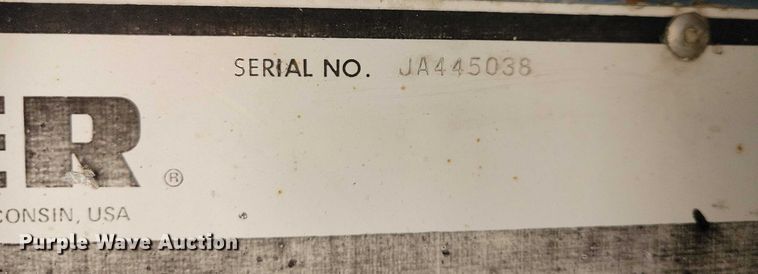 SERIAL NO. JA445038
ER ®
CONSIN, USA
Purple Wave Auction